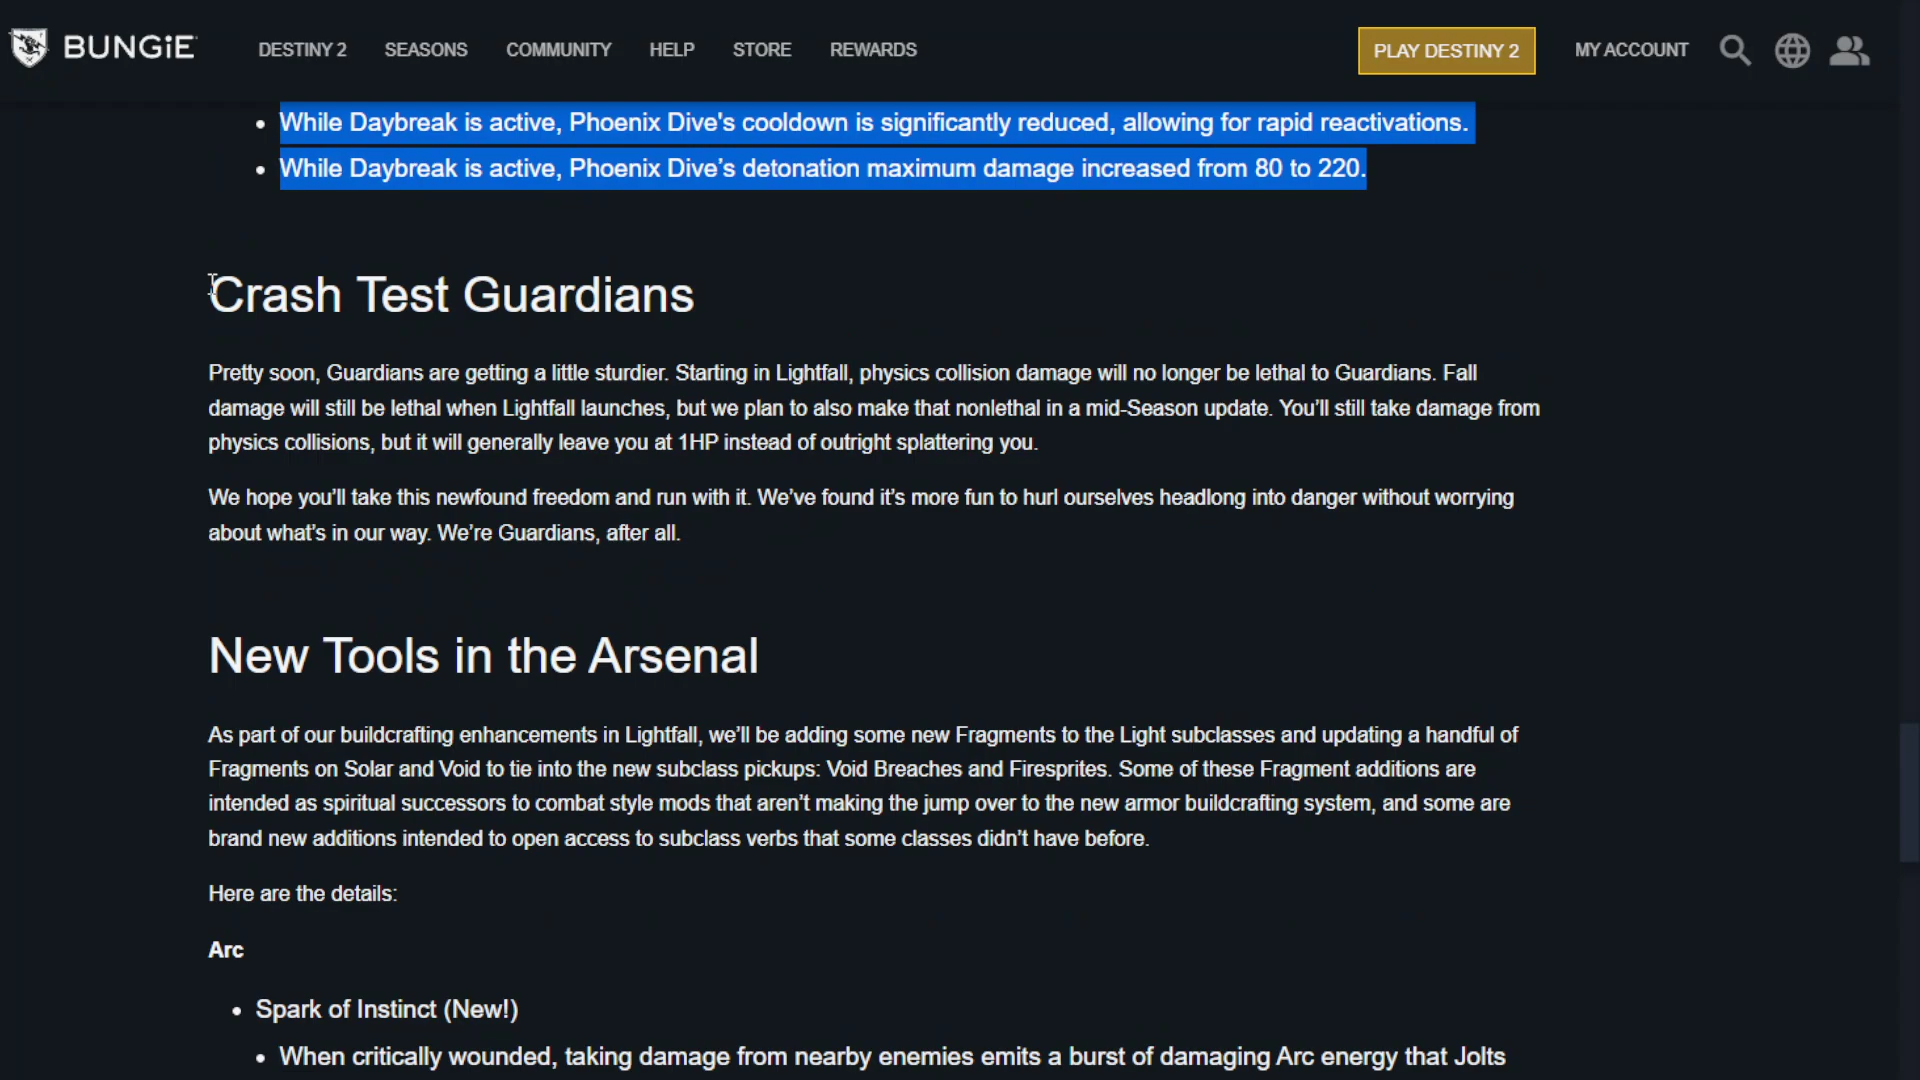 BUNGiE
DESTINY 2 SEASONS COMMUNITY HELP STORE REWARDS PLAY DESTINY 2 MY ACCOUNT
• While Daybreak is active, Phoenix Dive's cooldown is significantly reduced, allowing for rapid reactivations.
• While Daybreak is active, Phoenix Dive’s detonation maximum damage increased from 80 to 220.
Crash Test Guardians
Pretty soon, Guardians are getting a little sturdier. Starting in Lightfall, physics collision damage will no longer be lethal to Guardians. Fall
damage will still be lethal when Lightfall launches, but we plan to also make that nonlethal in a mid-Season update. You’ll still take damage from
physics collisions, but it will generally leave you at 1HP instead of outright splattering you.
We hope you’ll take this newfound freedom and run with it. We’ve found it’s more fun to hurl ourselves headlong into danger without worrying
about what’s in our way. We’re Guardians, after all.
New Tools in the Arsenal
As part of our buildcrafting enhancements in Lightfall, we’ll be adding some new Fragments to the Light subclasses and updating a handful of
Fragments on Solar and Void to tie into the new subclass pickups: Void Breaches and Firesprites. Some of these Fragment additions are
intended as spiritual successors to combat style mods that aren’t making the jump over to the new armor buildcrafting system, and some are
brand new additions intended to open access to subclass verbs that some classes didn’t have before.
Here are the details:
Arc
• Spark of Instinct (New!)
• When critically wounded, taking damage from nearby enemies emits a burst of damaging Arc energy that Jolts